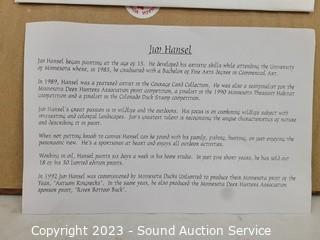 Jim Hansel
Jim Hansel began painting at the age of 15. He developed his artistic skills while attending the University
of Minnesota where, in 1983, he graduated with a Bachelor of Fine Arts degree in Commercial Art.
In 1989, Hansel was a featured artist in the Courage Card Collection. He was also a semifinalist for the
Minnesota Deer Hunters Association print competition, a finalist in the 1990 Minnesota Pheasant Habitat
competition and a finalist in the Colorado Duck Stamp competition.
Jim Hansel's great passion is in wildlife and the outdoors. His focus is on combining wildlife subject with
interesting and colorful landscapes. Jim's greatest talent is recognizing the unique characteristics of nature
and describing it in paint.
When not putting brush to canvas Hansel can be found with his family, fishing, hunting, or just enjoying the
panoramic view. He's a sportsman at heart and enjoys all outdoor activities.
Working in oil, Hansel paints six days a week in his home studio. In just five short years, he has sold out
18 of his 30 limited edition prints.
In 1992 Jim Hansel was commissioned by Minnesota Ducks Unlimited to produce their Minnesota print of the
Year, "Autumn Ringnecks". In the same year, he also produced the Minnesota Deer Hunters Association
sponsor print, "River Bottom Buck".
Copyright 2023 - Sound Auction Service